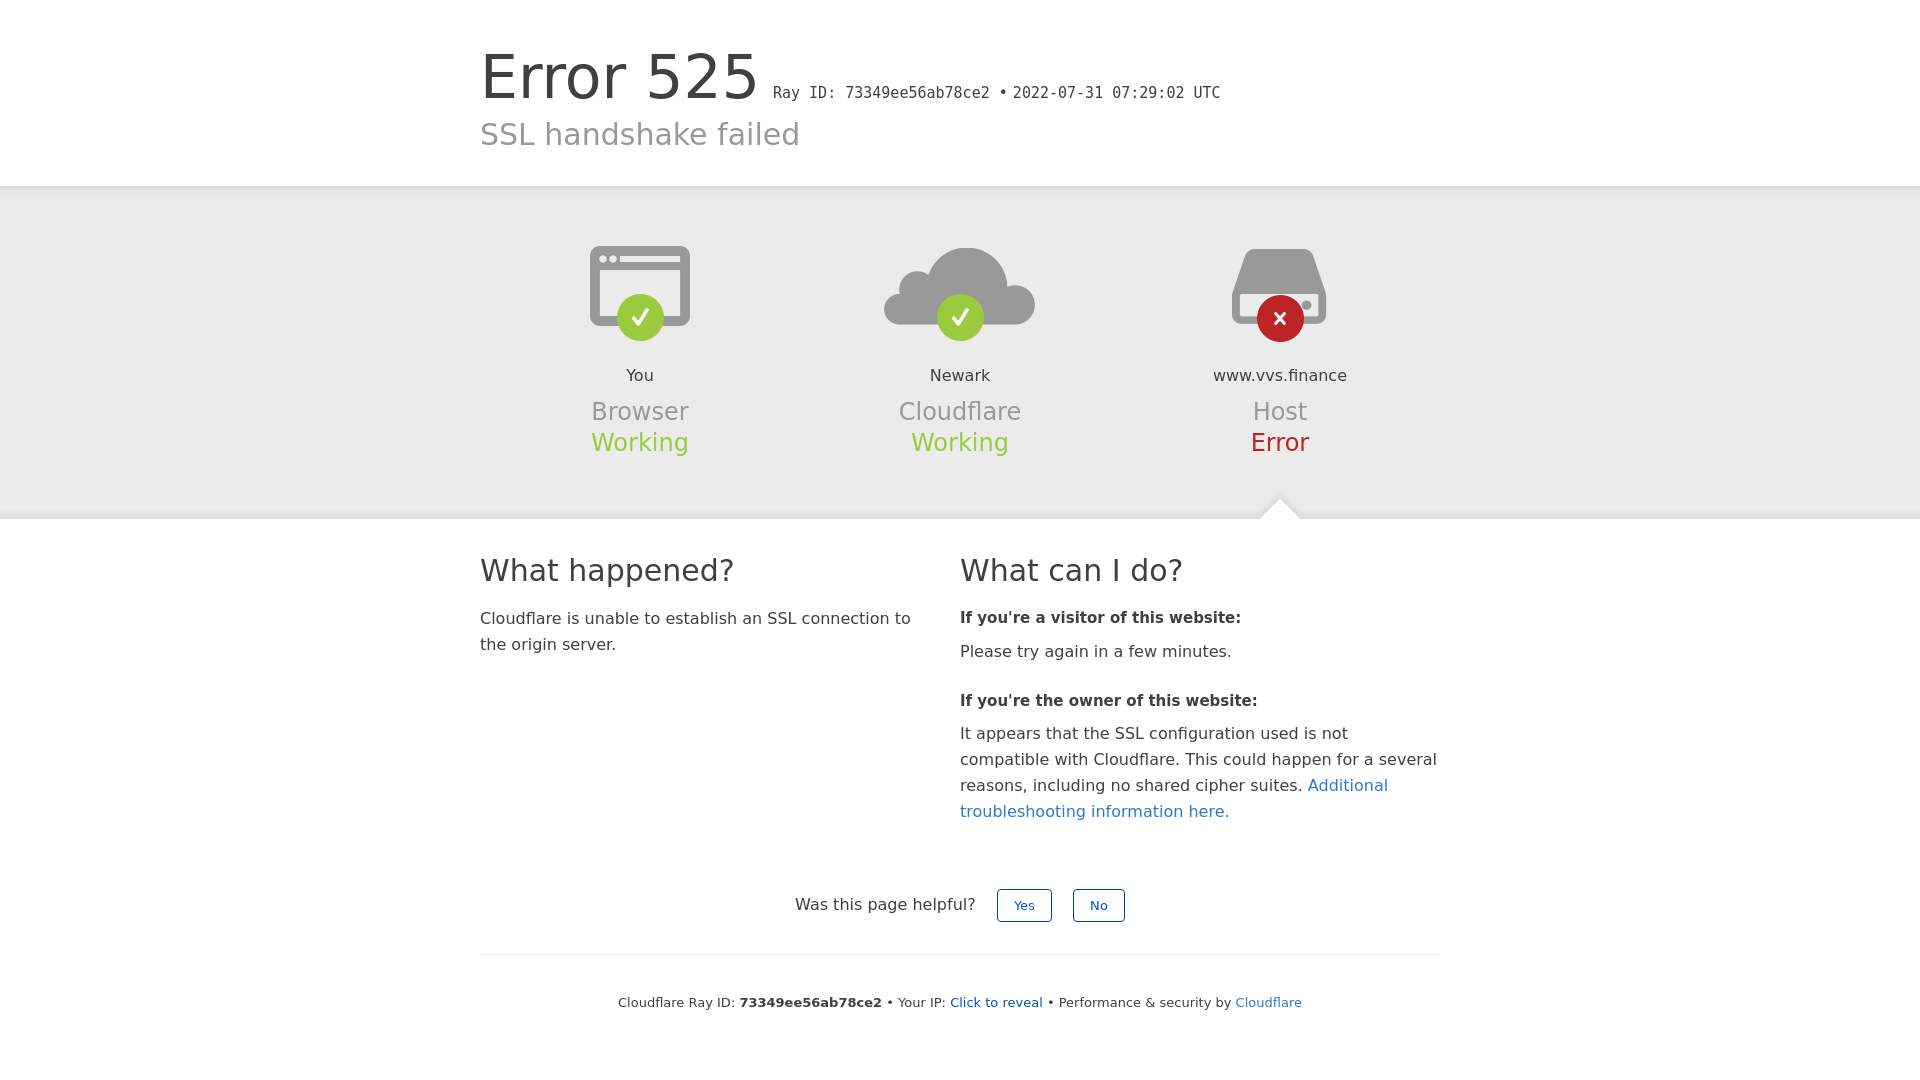 Error 525 Ray ID: 73349ee56ab78ce2 • 2022-07-31 07:29:02 UTC
SSL handshake failed
You
Browser
Working
Newark
Cloudflare
Working
www.vvs.finance
Host
Error
What happened?
Cloudflare is unable to establish an SSL connection to
the origin server.
What can I do?
If you're a visitor of this website:
Please try again in a few minutes.
If you're the owner of this website:
It appears that the SSL configuration used is not
compatible with Cloudflare. This could happen for a several
reasons, including no shared cipher suites. Additional
troubleshooting information here.
Was this page helpful? Yes No
Cloudflare Ray ID: 73349ee56ab78ce2 • Your IP: Click to reveal • Performance & security by Cloudflare